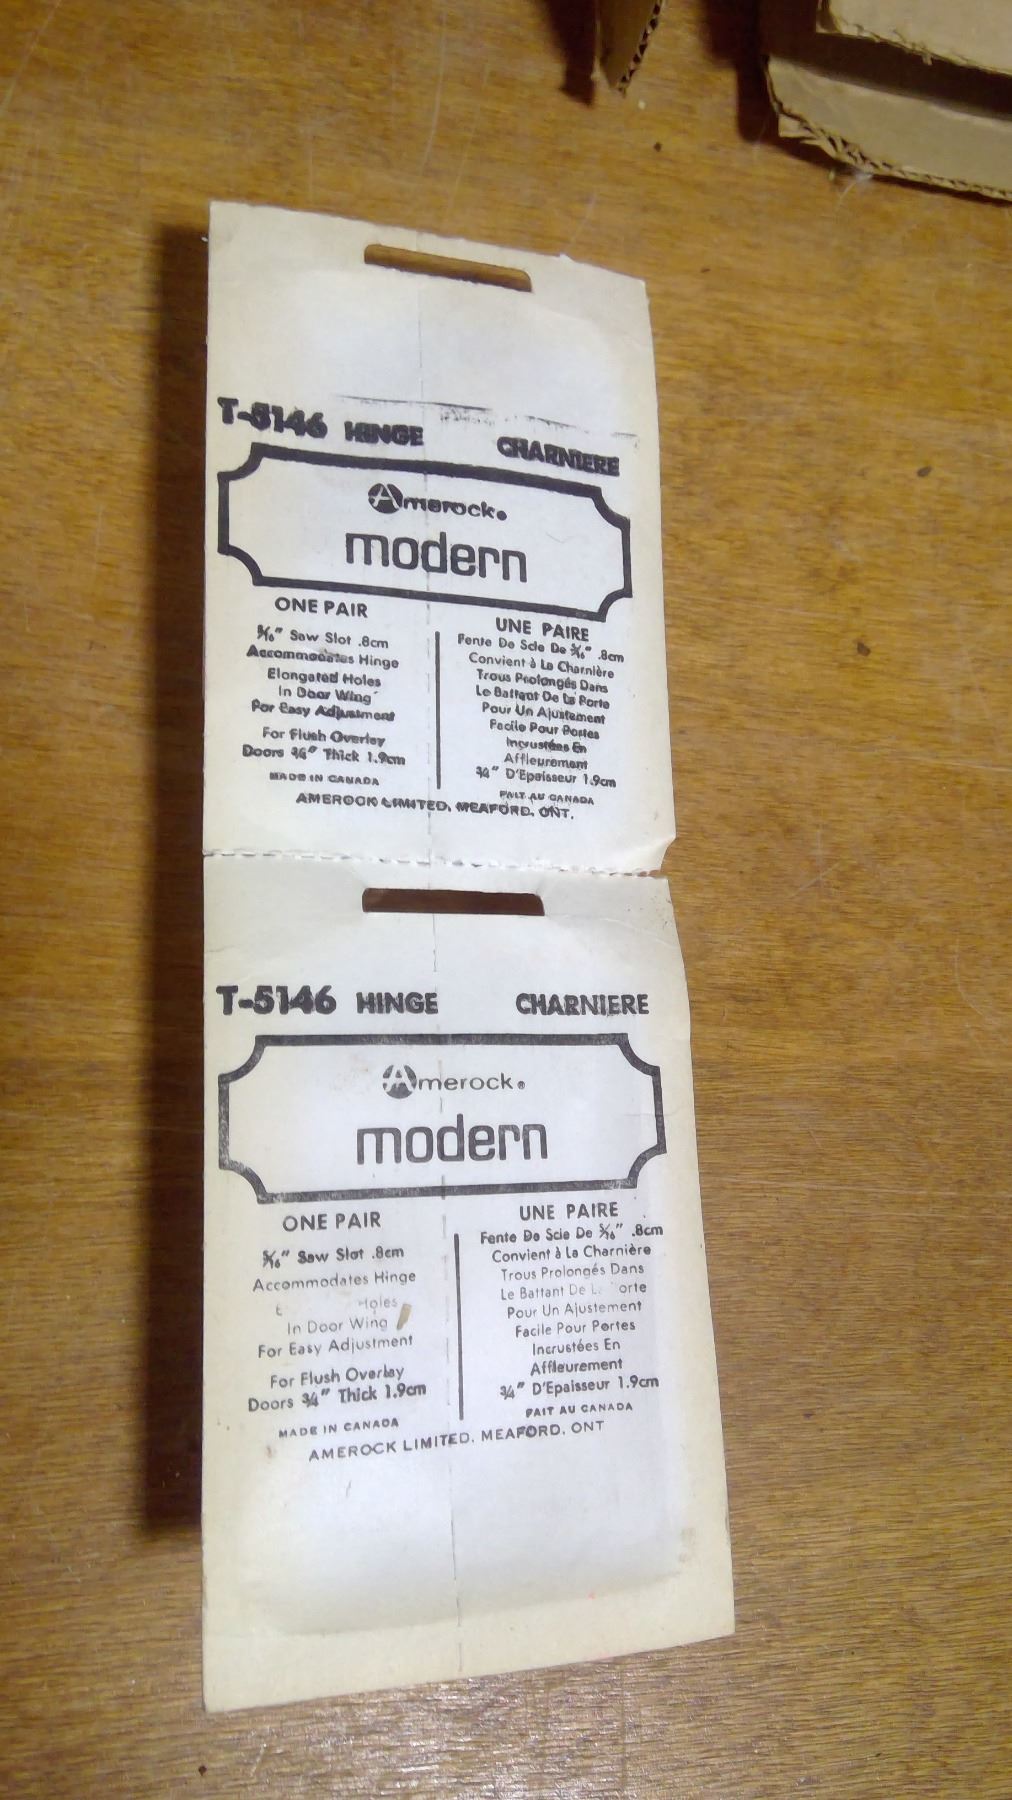 T-5146 HINGE CHARNIERE
Amerock®
modern
ONE PAIR
5/16" Saw Slot .8cm
Accommodates Hinge
Elongated Holes
In Door Wing
For Easy Adjustment
For Flush Overlay
Doors 3/4" Thick 1.9cm
MADE IN CANADA
UNE PAIRE
Fente De Scie De 5/16" .8cm
Convient à La Charnière
Trous Prolongés Dans
Le Battant De La Porte
Pour Un Ajustement
Facile Pour Portes
Incrustées En
Affleurement
3/4" D'Epaisseur 1.9cm
FAIT AU CANADA
AMEROCK LIMITED, MEAFORD, ONT.
T-5146 HINGE CHARNIERE
Amerock®
modern
ONE PAIR
5/16" Saw Slot .8cm
Accommodates Hinge
Holes
In Door Wing
For Easy Adjustment
For Flush Overlay
Doors 3/4" Thick 1.9cm
MADE IN CANADA
UNE PAIRE
Fente De Scie De 5/16" .8cm
Convient à La Charnière
Trous Prolongés Dans
Le Battant De
Pour Un Ajustement
Facile Pour Portes
Incrustées En
Affleurement
3/4" D'Epaisseur 1.9cm
FAIT AU CANADA
AMEROCK LIMITED. MEAFORD. ONT